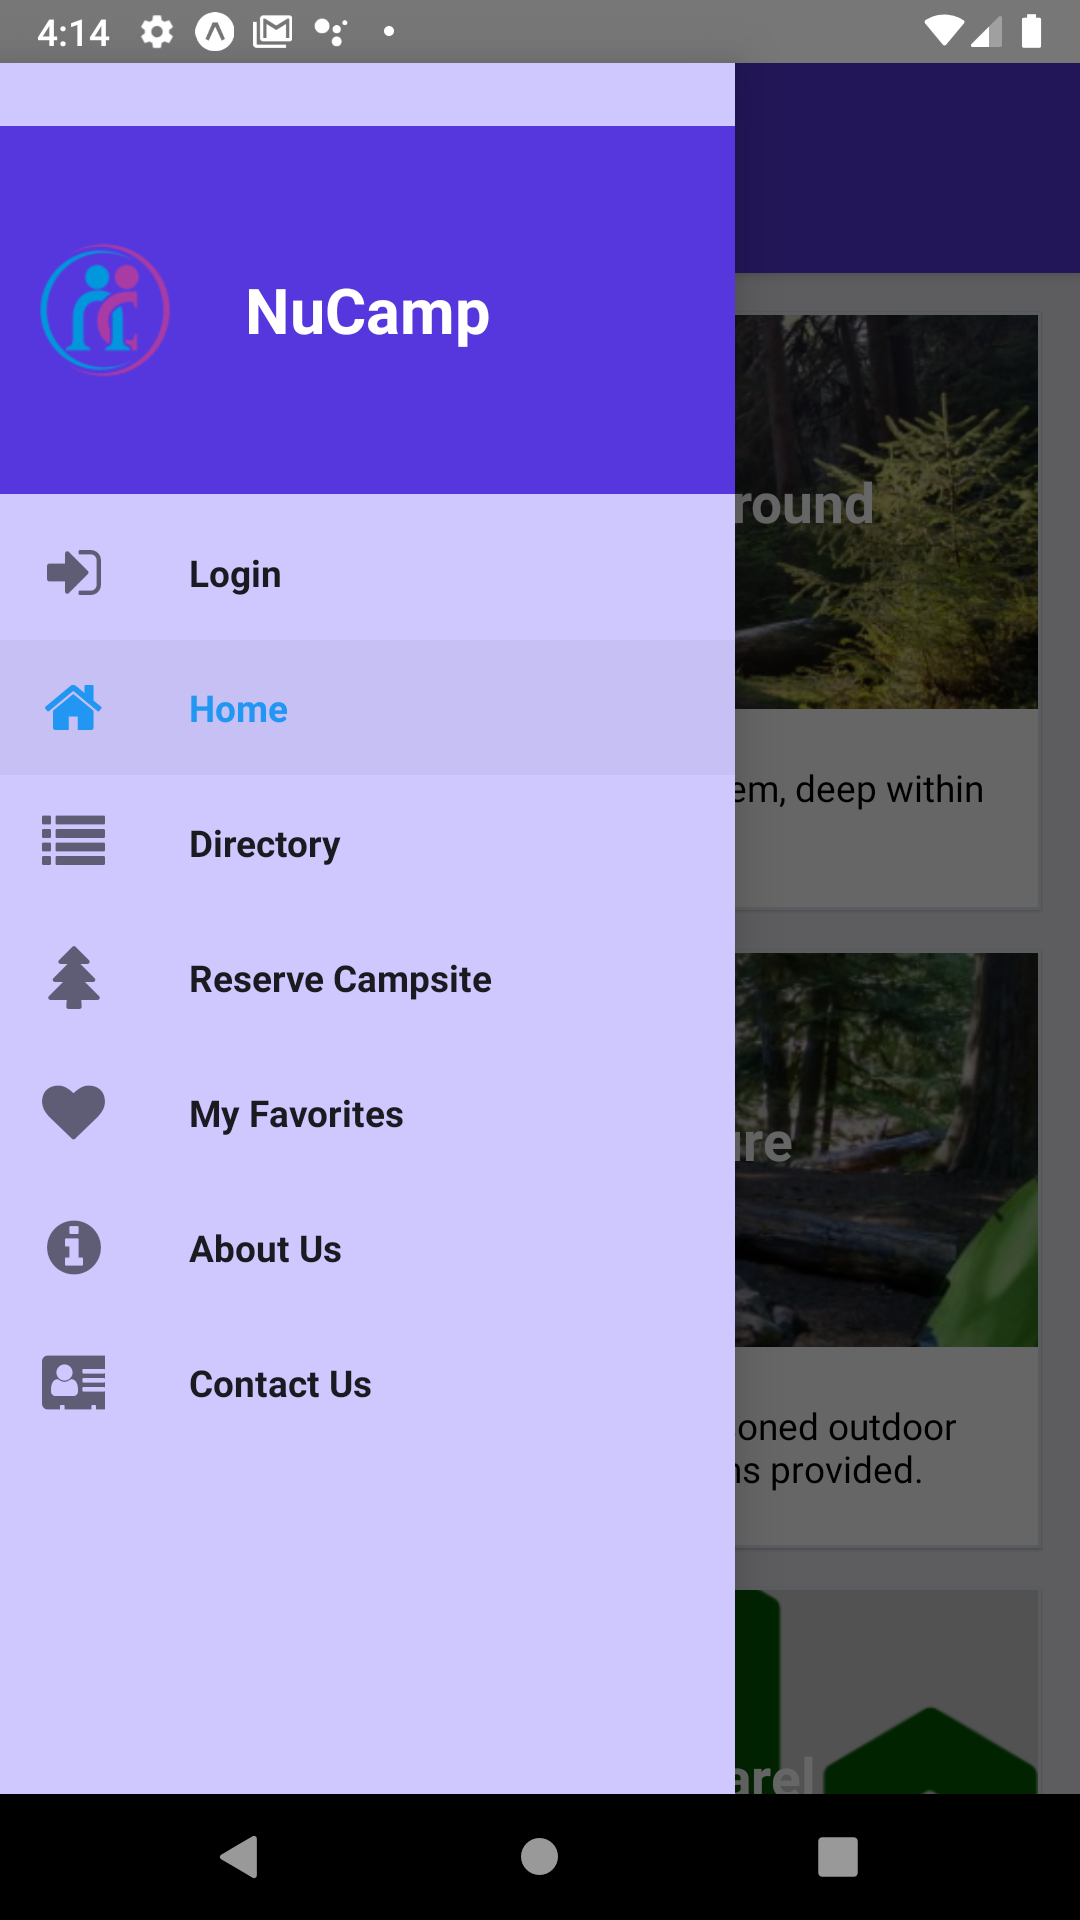 4:14
NuCamp
Login
Home
Directory
Reserve Campsite
My Favorites
About Us
Contact Us
round
em, deep within
ure
oned outdoor
ns provided.
arel